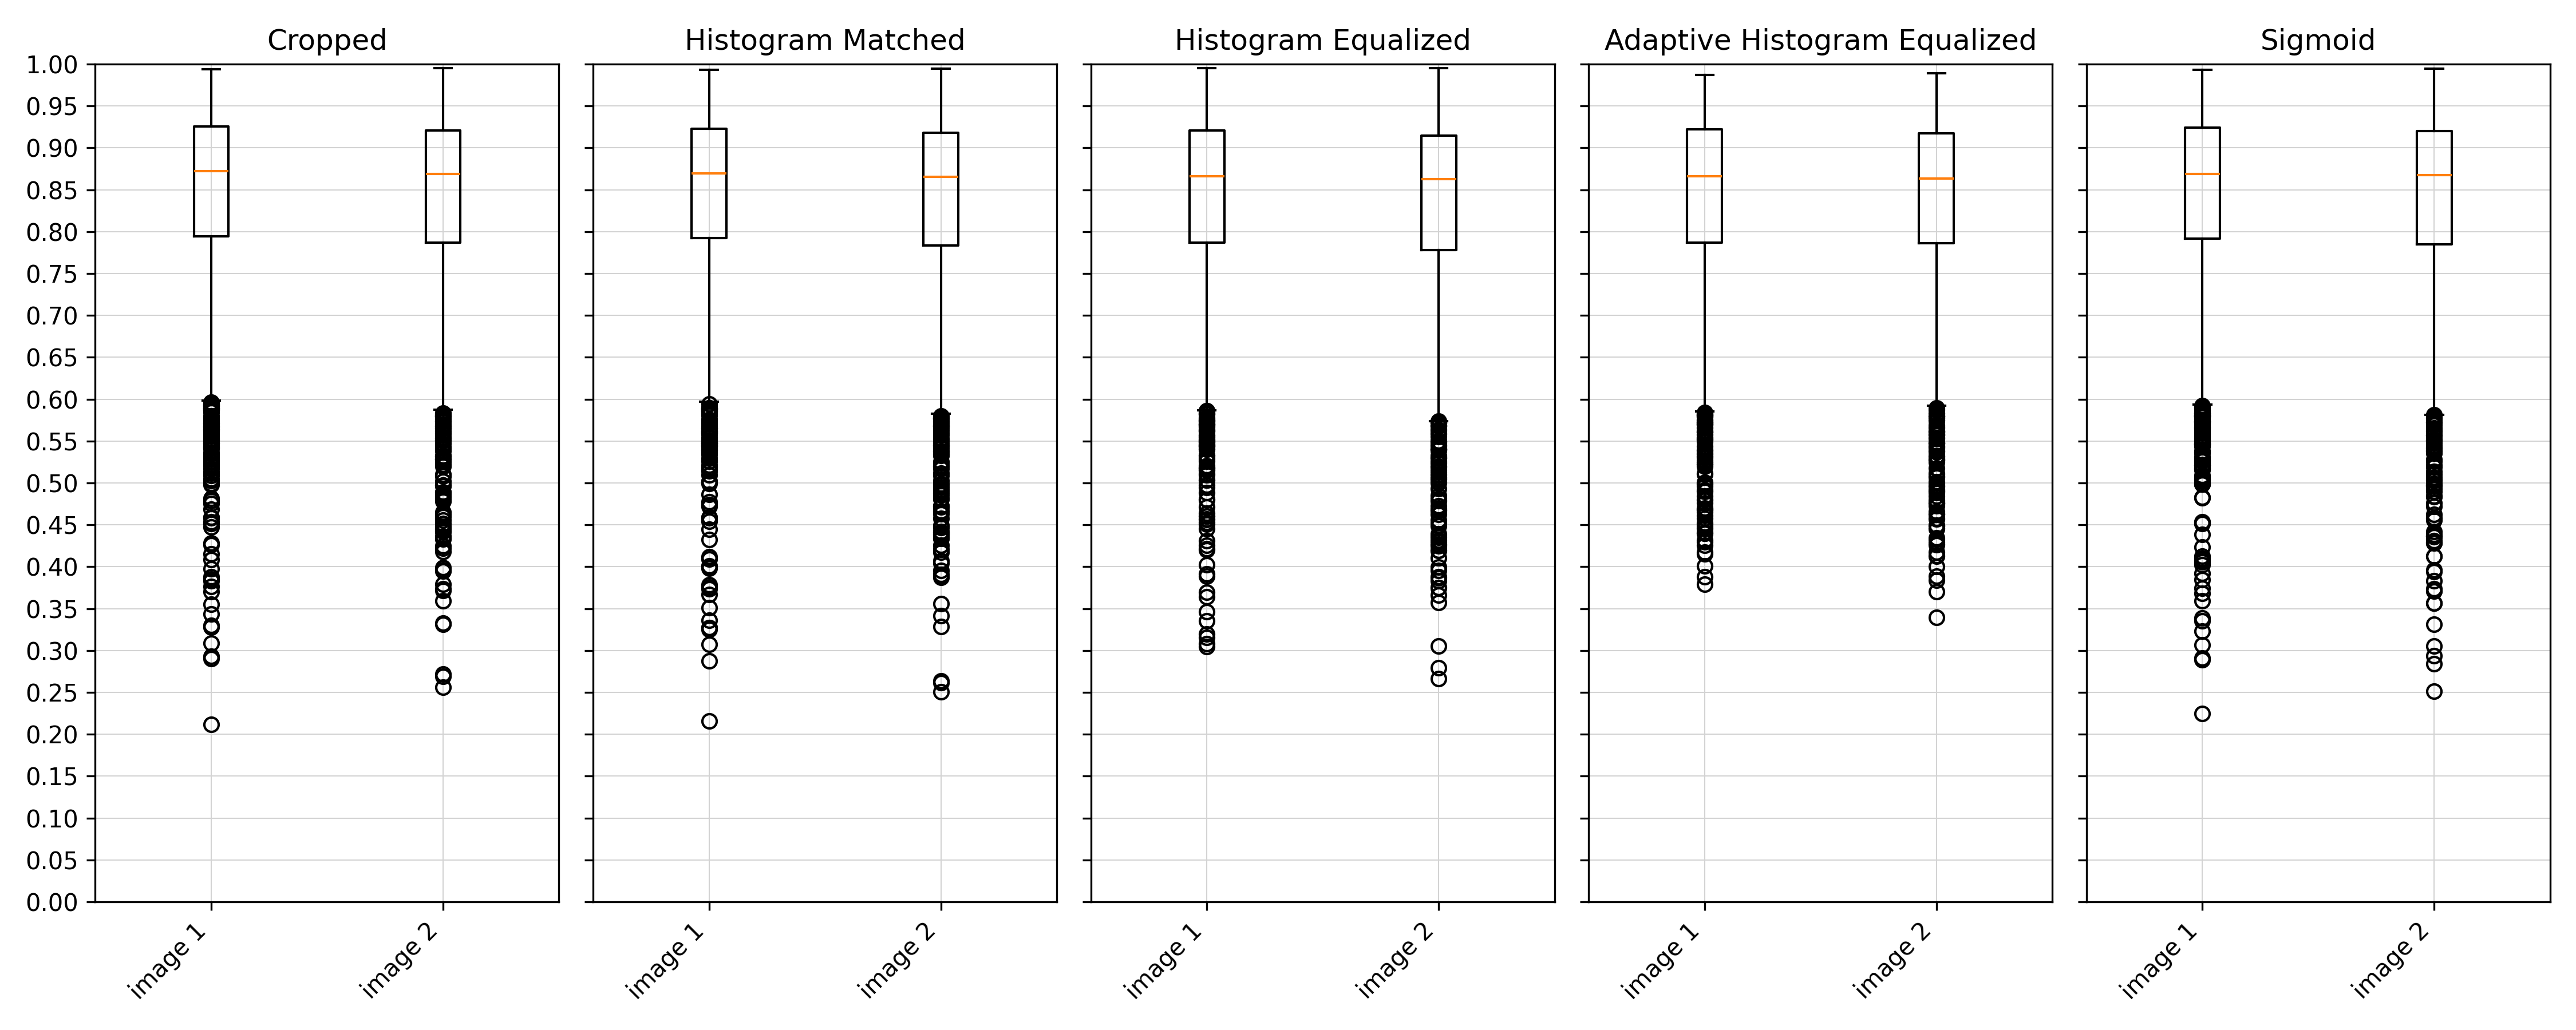 Cropped
Histogram Matched
Histogram Equalized
Adaptive Histogram Equalized
Sigmoid
1.00
0.95
0.90
0.85
0.80
0.75
0.70
0.65
0.60
0.55
0.50
0.45
0.40
0.35
0.30
0.25
0.20
0.15
0.10
0.05
0.00
image 1
image 2
image 1
image 2
image 1
image 2
image 1
image 2
image 1
image 2